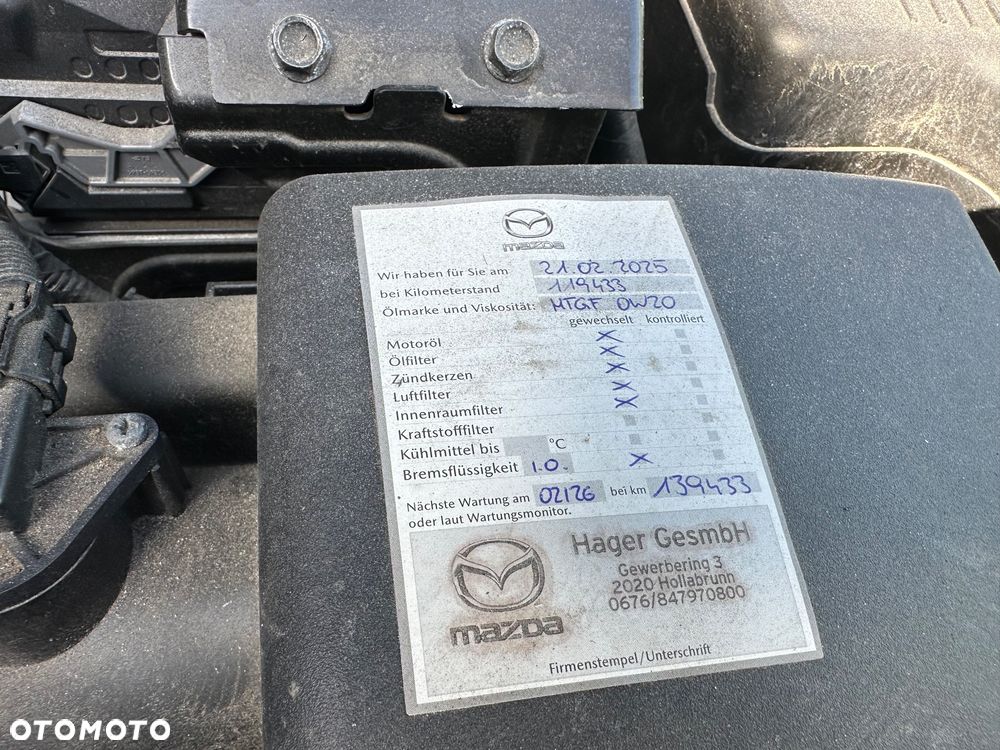 mazda
Wir haben für Sie am 21.02.2025
bei Kilometerstand 119433
Ölmarke und Viskosität: MTGF 0W20
gewechselt kontrolliert
Motoröl X
Ölfilter X
Zündkerzen X
Luftfilter X
Innenraumfilter X
Kraftstofffilter
Kühlmittel bis °C
Bremsflüssigkeit 1.0. X
Nächste Wartung am 02/26 bei km 139433
oder laut Wartungsmonitor.
Hager GesmbH
Gewerbering 3
2020 Hollabrunn
0676/847970800
mazda
Firmenstempel/Unterschrift
OTOMOTO